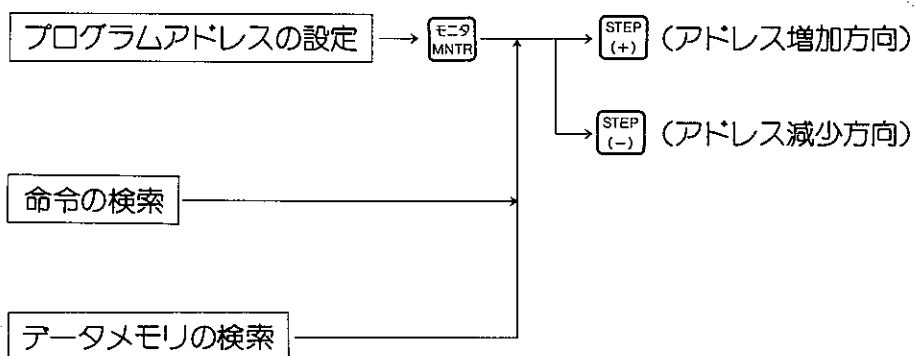 プログラムアドレスの設定
モニタ
MNTR
STEP
(+)
(アドレス増加方向)
STEP
(−)
(アドレス減少方向)
命令の検索
データメモリの検索